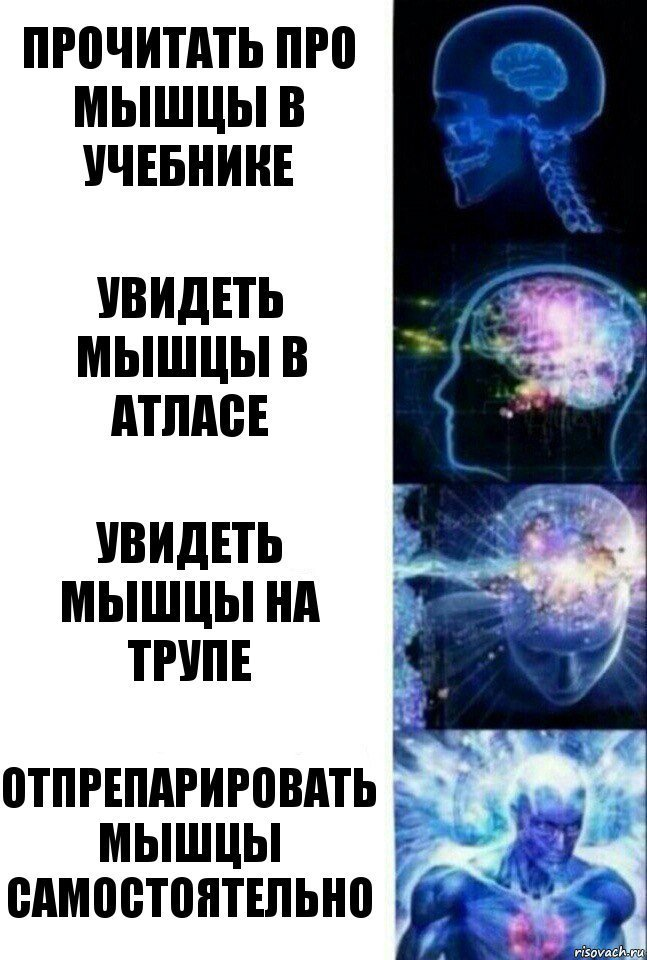 ПРОЧИТАТЬ ПРО
МЫШЦЫ В
УЧЕБНИКЕ
УВИДЕТЬ
МЫШЦЫ В
АТЛАСЕ
УВИДЕТЬ
МЫШЦЫ НА
ТРУПЕ
ОТПРЕПАРИРОВАТЬ
МЫШЦЫ
САМОСТОЯТЕЛЬНО
risovach.ru